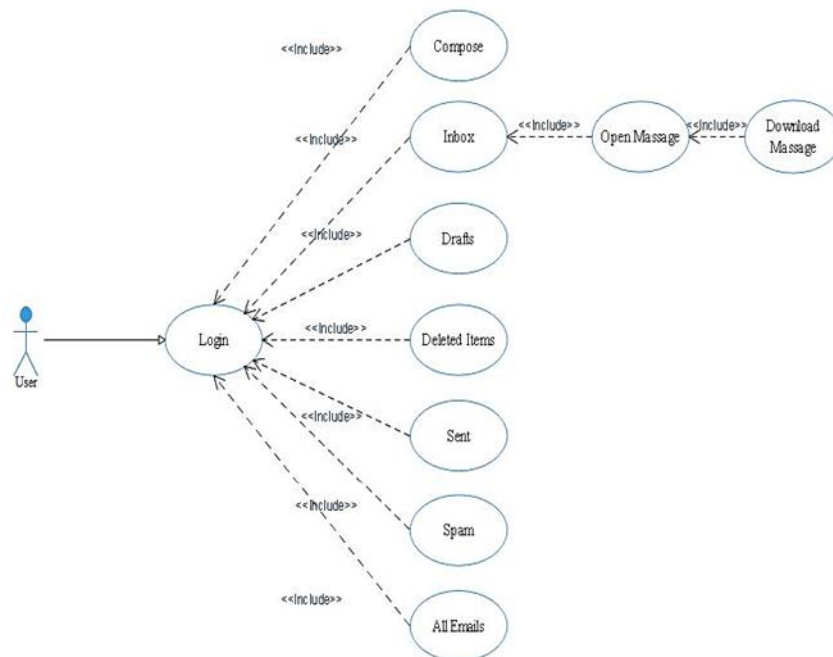 <<Include>>
Compose
<<Include>>
Inbox
<<Include>>
Open Massage
<<Include>>
Download
Massage
<<Include>>
Drafts
<<Include>>
Deleted Items
Login
User
<<Include>>
Sent
<<Include>>
Spam
<<Include>>
All Emails